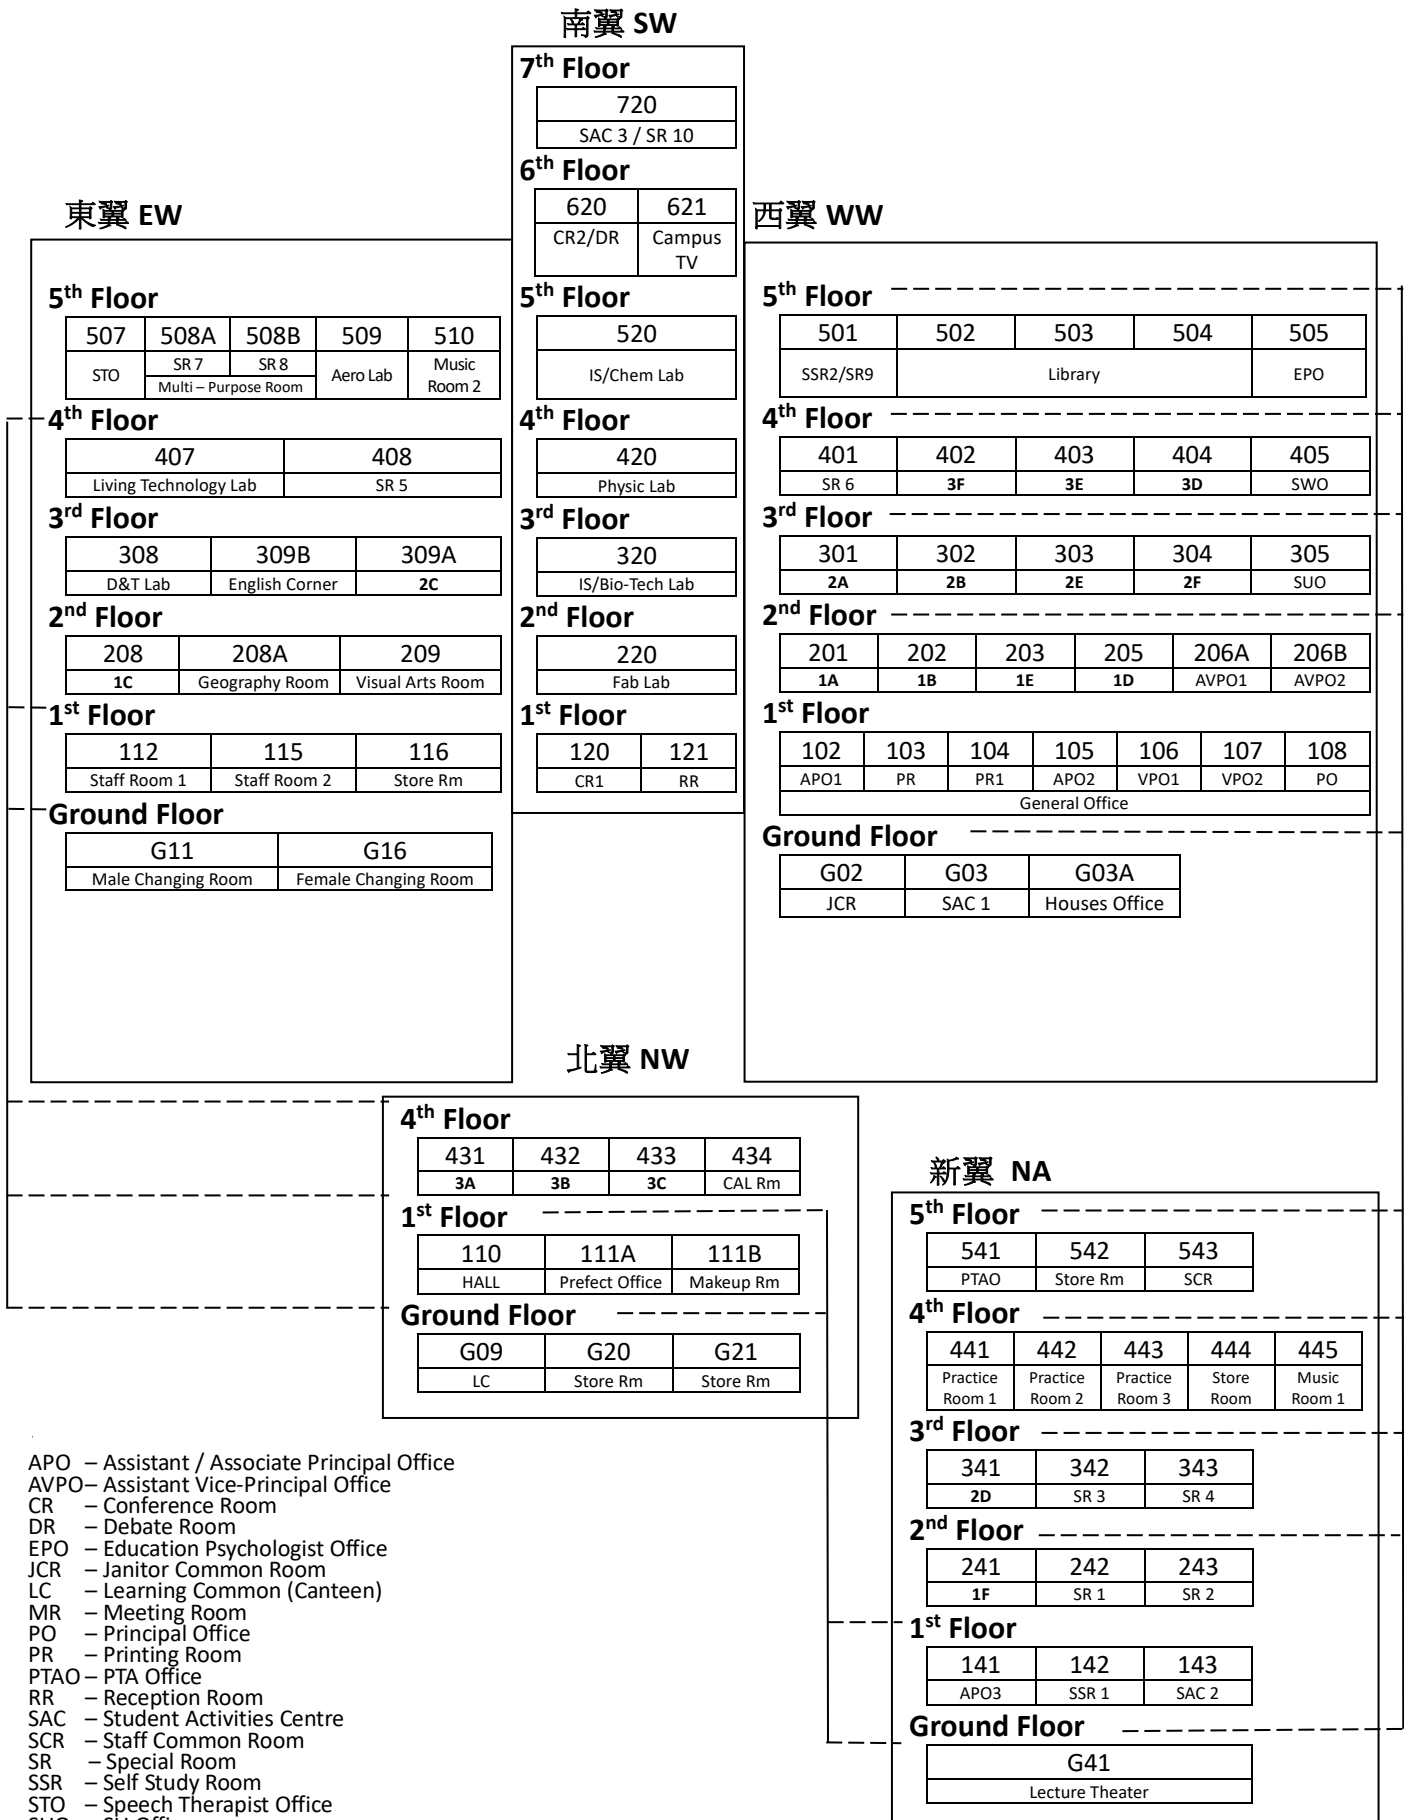 南翼 SW
7th Floor
720
SAC 3 / SR 10
6th Floor
620 621
CR2/DR Campus TV
5th Floor
520
IS/Chem Lab
4th Floor
420
Physic Lab
3rd Floor
320
IS/Bio-Tech Lab
2nd Floor
220
Fab Lab
1st Floor
120 121
CR1 RR
東翼 EW
5th Floor
507 508A 508B 509 510
STO SR 7 SR 8 Aero Lab Music Room 2
Multi – Purpose Room
4th Floor
407 408
Living Technology Lab SR 5
3rd Floor
308 309B 309A
D&T Lab English Corner 2C
2nd Floor
208 208A 209
1C Geography Room Visual Arts Room
1st Floor
112 115 116
Staff Room 1 Staff Room 2 Store Rm
Ground Floor
G11 G16
Male Changing Room Female Changing Room
西翼 WW
5th Floor
501 502 503 504 505
SSR2/SR9 Library EPO
4th Floor
401 402 403 404 405
SR 6 3F 3E 3D SWO
3rd Floor
301 302 303 304 305
2A 2B 2E 2F SUO
2nd Floor
201 202 203 205 206A 206B
1A 1B 1E 1D AVPO1 AVPO2
1st Floor
102 103 104 105 106 107 108
APO1 PR PR1 APO2 VPO1 VPO2 PO
General Office
Ground Floor
G02 G03 G03A
JCR SAC 1 Houses Office
北翼 NW
4th Floor
431 432 433 434
3A 3B 3C CAL Rm
1st Floor
110 111A 111B
HALL Prefect Office Makeup Rm
Ground Floor
G09 G20 G21
LC Store Rm Store Rm
新翼 NA
5th Floor
541 542 543
PTAO Store Rm SCR
4th Floor
441 442 443 444 445
Practice Room 1 Practice Room 2 Practice Room 3 Store Room Music Room 1
3rd Floor
341 342 343
2D SR 3 SR 4
2nd Floor
241 242 243
1F SR 1 SR 2
1st Floor
141 142 143
APO3 SSR 1 SAC 2
Ground Floor
G41
Lecture Theater
APO – Assistant / Associate Principal Office
AVPO– Assistant Vice-Principal Office
CR – Conference Room
DR – Debate Room
EPO – Education Psychologist Office
JCR – Janitor Common Room
LC – Learning Common (Canteen)
MR – Meeting Room
PO – Principal Office
PR – Printing Room
PTAO – PTA Office
RR – Reception Room
SAC – Student Activities Centre
SCR – Staff Common Room
SR – Special Room
SSR – Self Study Room
STO – Speech Therapist Office